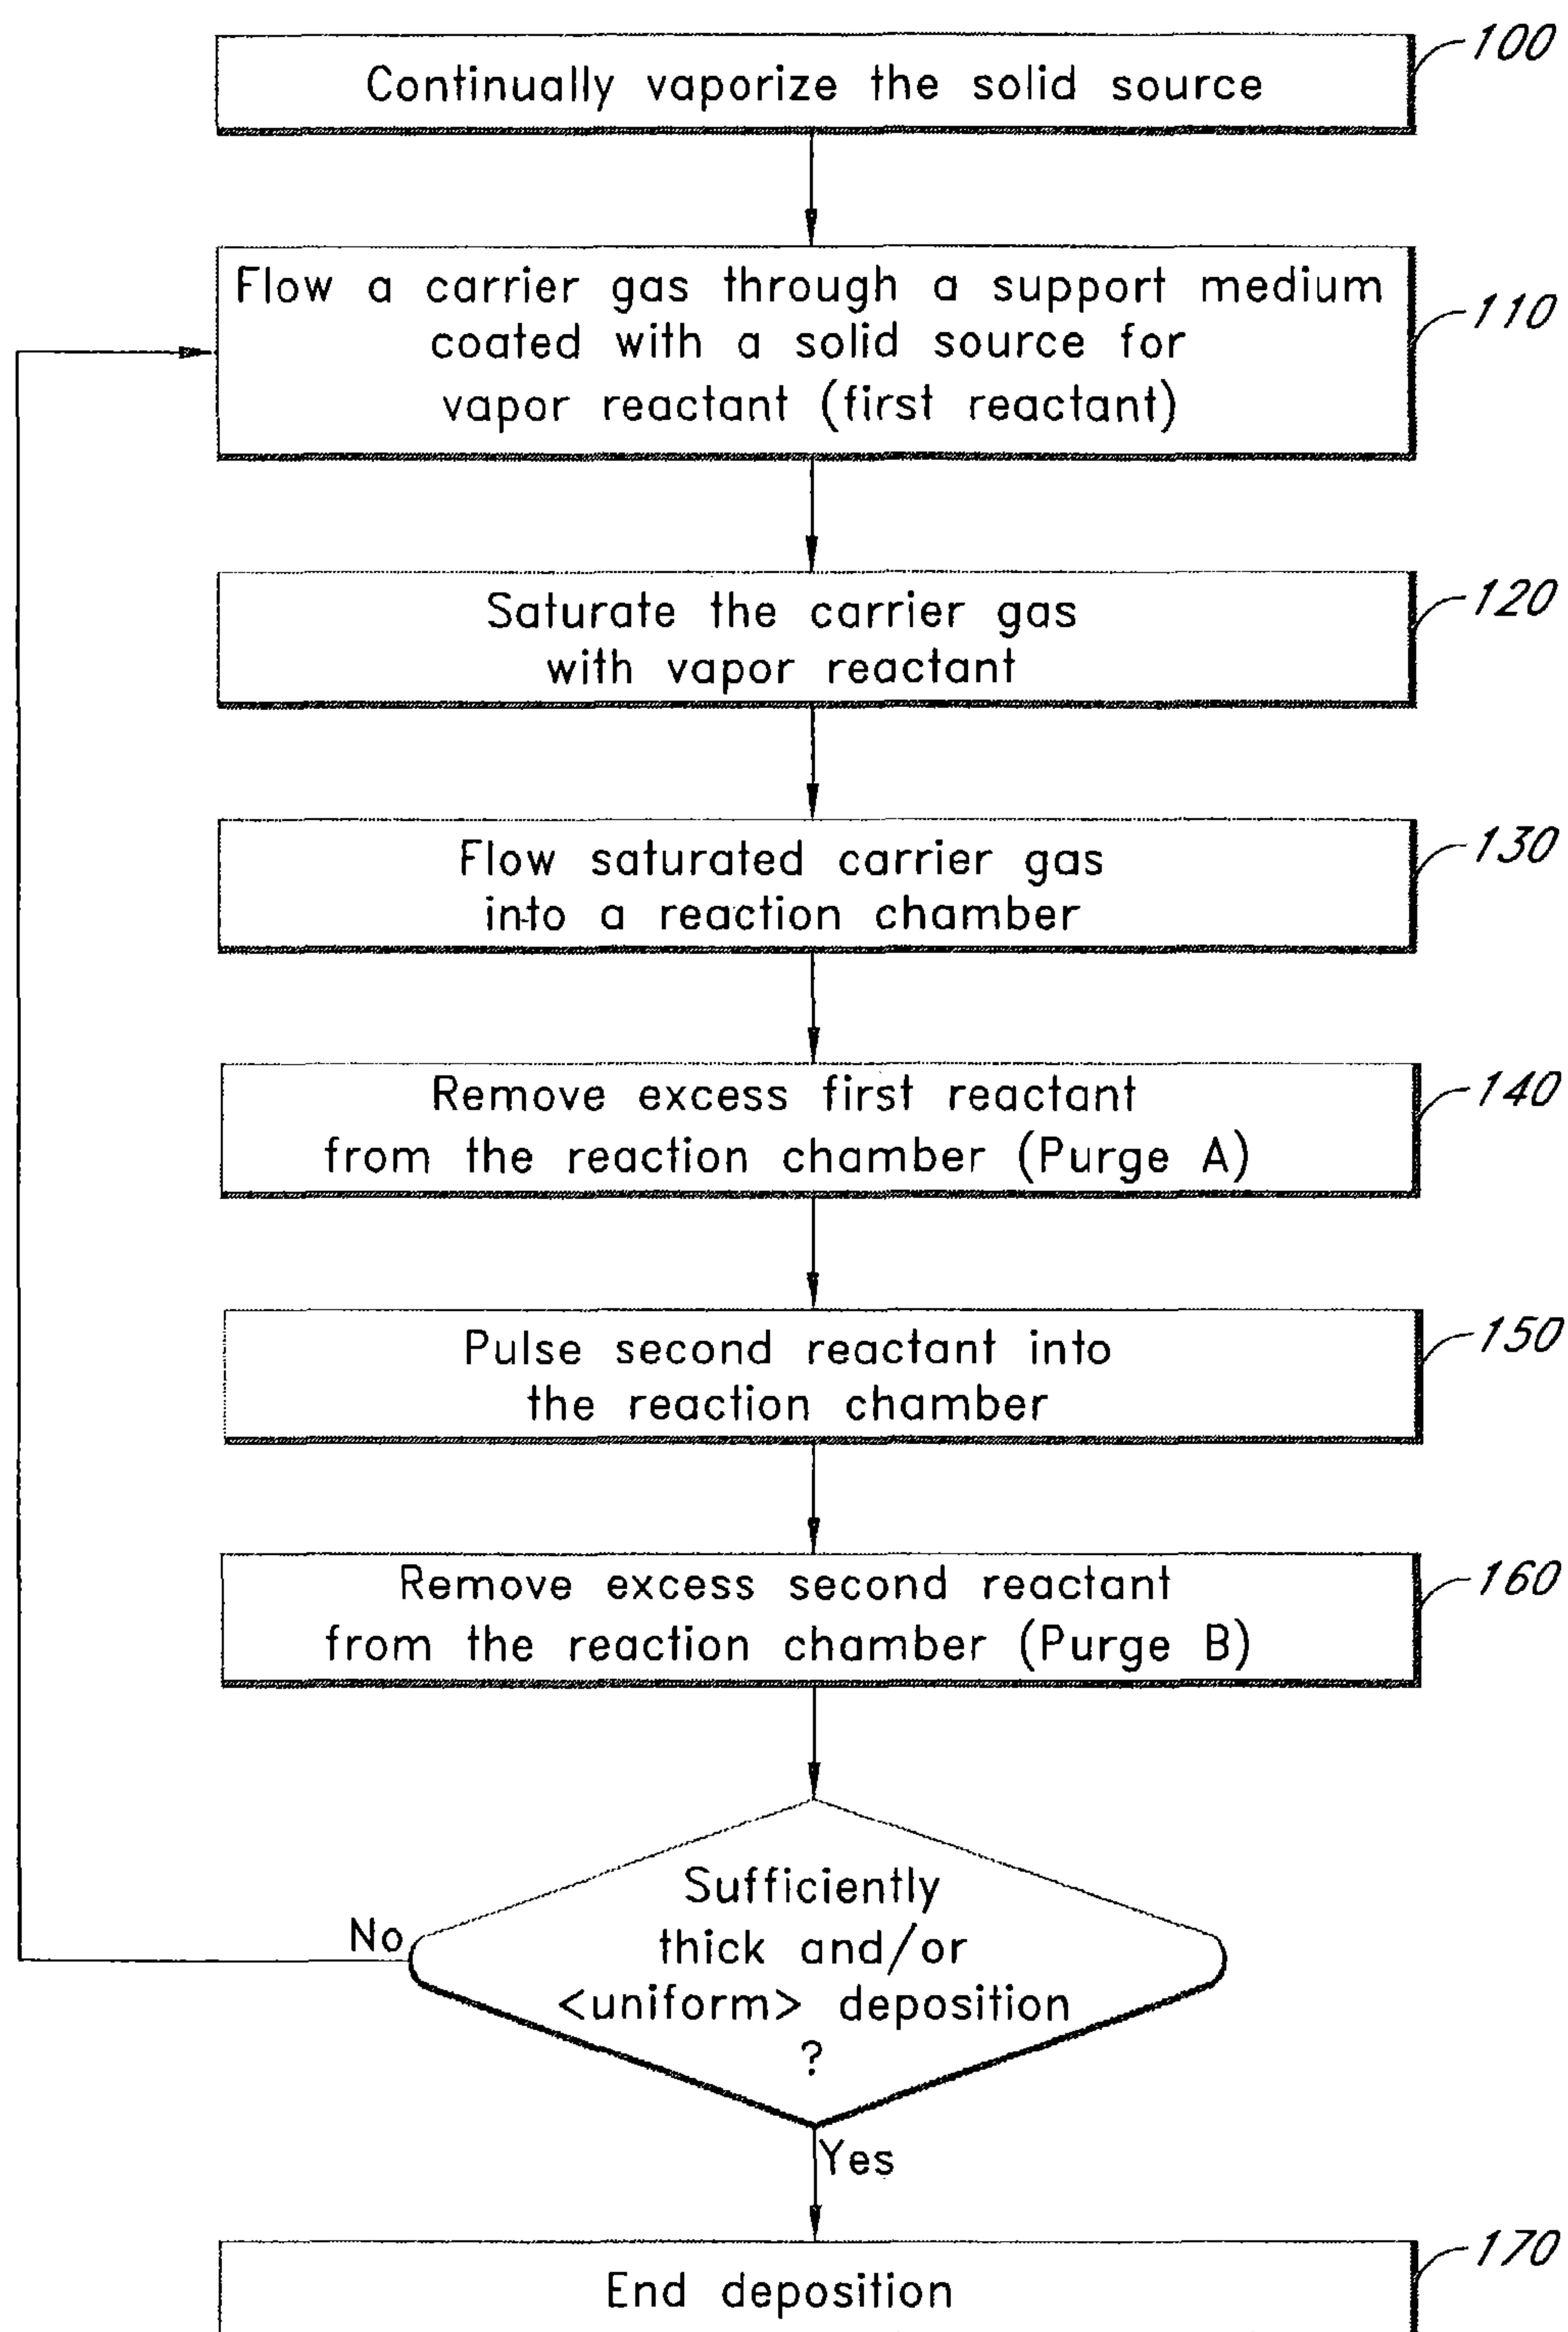 100
Continually vaporize the solid source
Flow a carrier gas through a support medium
coated with a solid source for
vapor reactant (first reactant)
110
Saturate the carrier gas
with vapor reactant
120
Flow saturated carrier gas
into a reaction chamber
130
Remove excess first reactant
from the reaction chamber (Purge A)
140
Pulse second reactant into
the reaction chamber
150
Remove excess second reactant
from the reaction chamber (Purge B)
160
Sufficiently
thick and/or
<uniform> deposition
?
No
Yes
170
End deposition